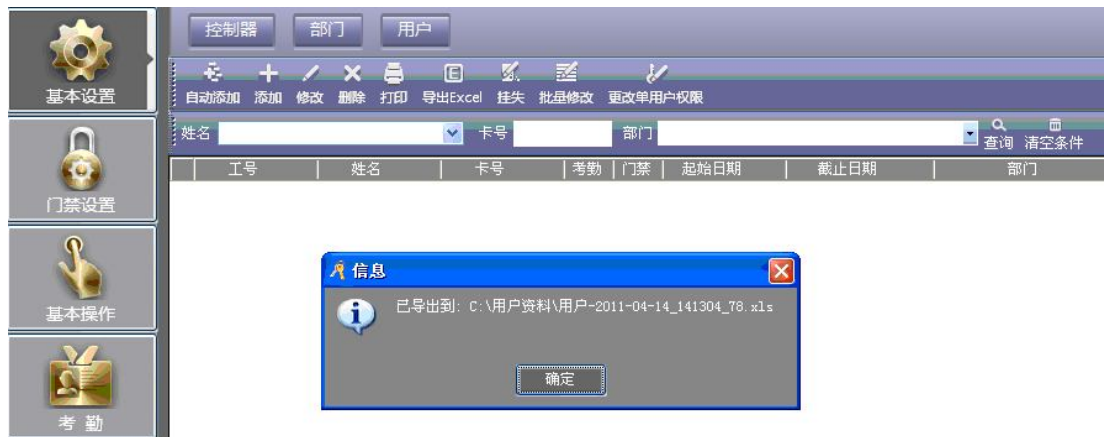 控制器 部门 用户
自动添加 添加 修改 删除 打印 导出Excel 挂失 批量修改 更改单用户权限
姓名 卡号 部门 查询 清空条件
工号 姓名 卡号 考勤 门禁 起始日期 截止日期 部门
基本设置
门禁设置
基本操作
考 勤
信息
已导出到: C:\用户资料\用户-2011-04-14_141304_78.xls
确定